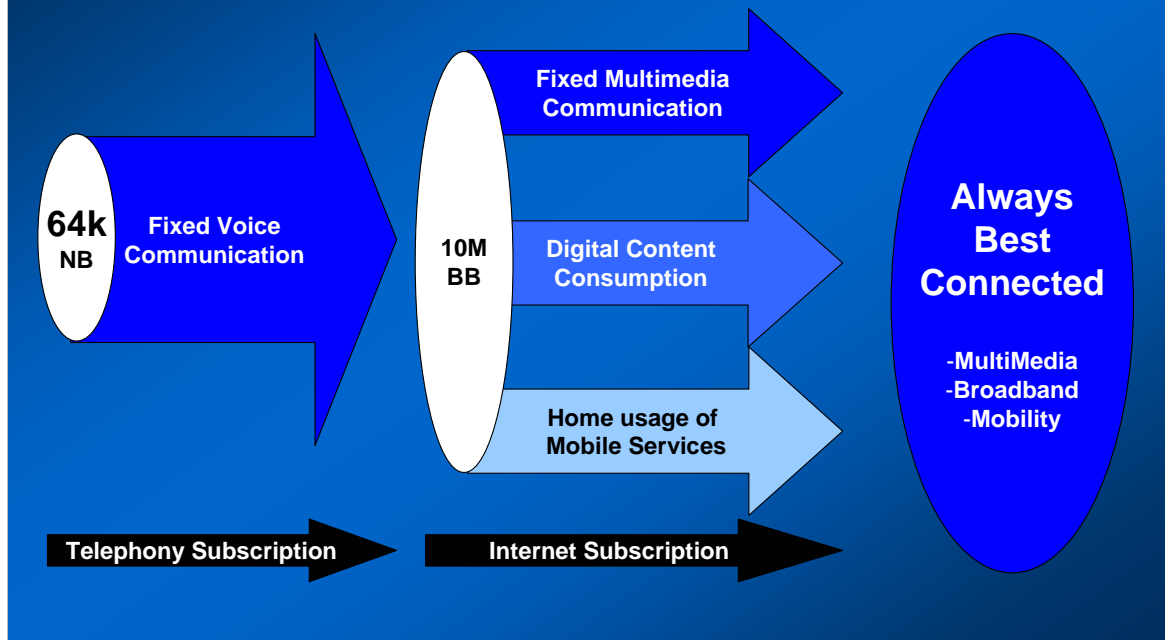 64k
NB
Fixed Voice
Communication
10M
BB
Fixed Multimedia
Communication
Digital Content
Consumption
Home usage of
Mobile Services
Always
Best
Connected
-MultiMedia
-Broadband
-Mobility
Telephony Subscription
Internet Subscription